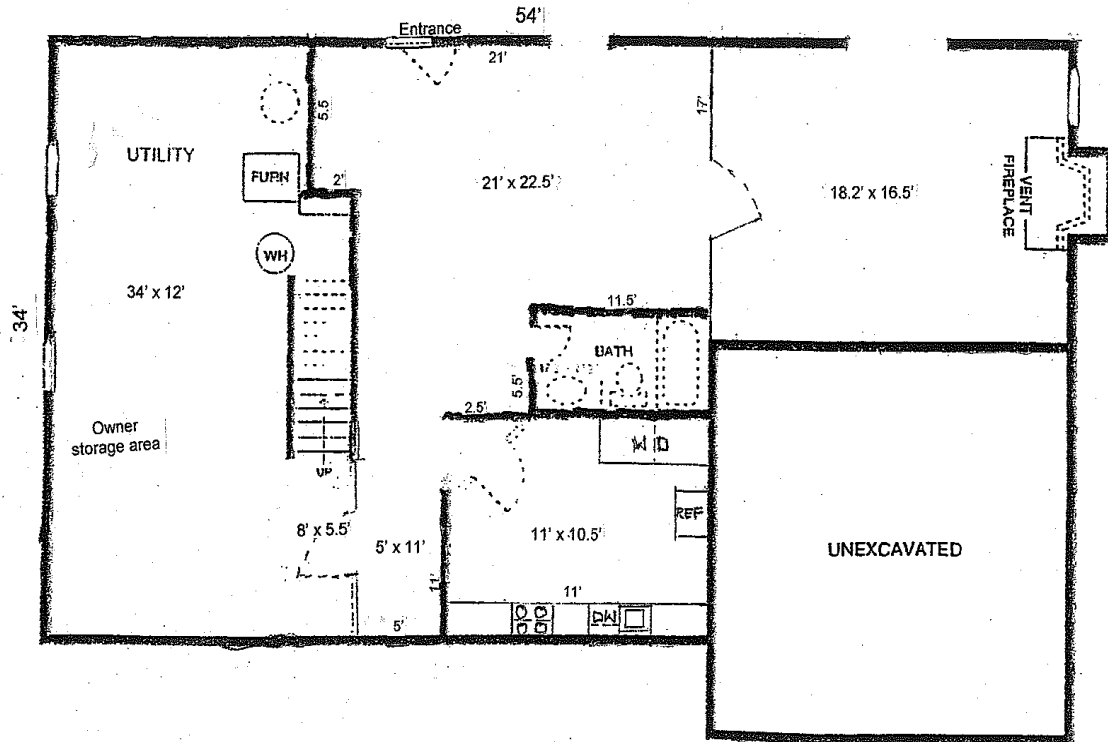 54'
Entrance
21'
5.5
17'
UTILITY
FURN
2'
21' x 22.5'
18.2' x 16.5'
VENT
FIREPLACE
WH
34' x 12'
34'
11.5'
BATH
5.5'
2.5'
W D
Owner
storage area
UP
REF
8' x 5.5'
5' x 11'
11' x 10.5'
UNEXCAVATED
11'
11'
DW
5'